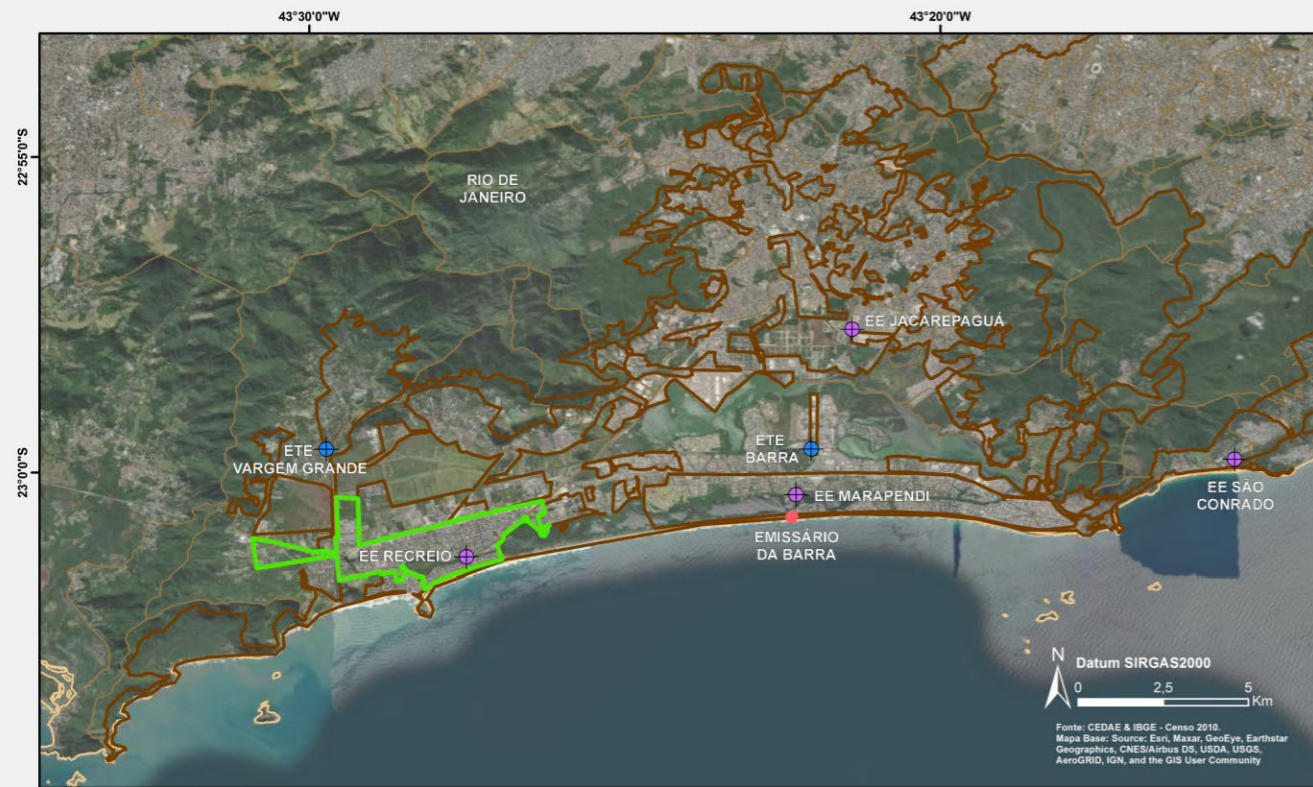 43°30'0"W
43°20'0"W
22°55'0"S
23°0'0"S
RIO DE
JANEIRO
EE JACAREPAGUÁ
ETE
VARGEM GRANDE
ETE
BARRA
EE MARAPENDI
EE SÃO
CONRADO
EMISSÁRIO
DA BARRA
EE RECREIO
N
Datum SIRGAS2000
0 2,5 5
Km
Fonte: CEDAE & IBGE - Censo 2010.
Mapa Base: Source: Esri, Maxar, GeoEye, Earthstar
Geographics, CNES/Airbus DS, USDA, USGS,
AeroGRID, IGN, and the GIS User Community